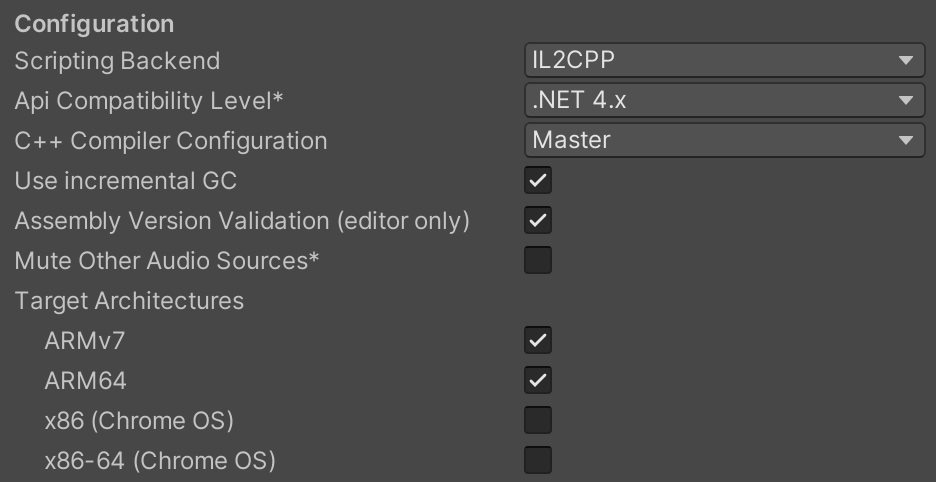 Configuration
Scripting Backend IL2CPP
Api Compatibility Level* .NET 4.x
C++ Compiler Configuration Master
Use incremental GC
Assembly Version Validation (editor only)
Mute Other Audio Sources*
Target Architectures
ARMv7
ARM64
x86 (Chrome OS)
x86-64 (Chrome OS)